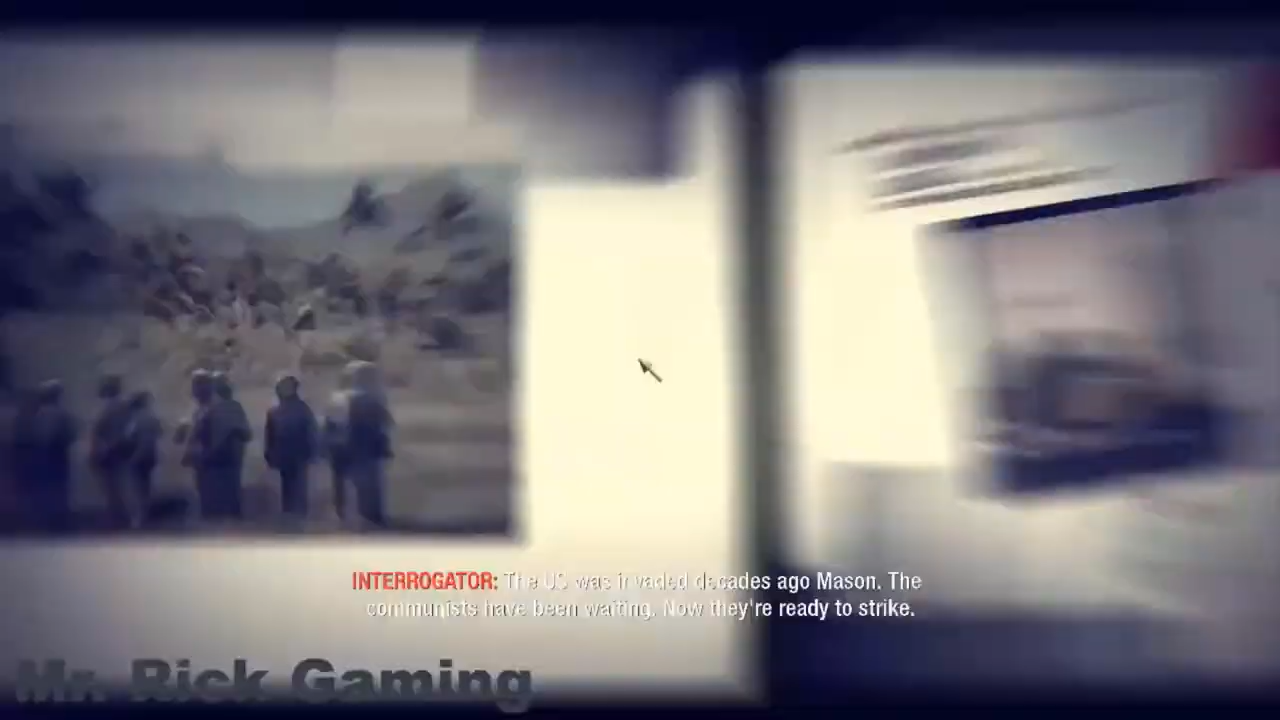 INTERROGATOR: The US was invaded decades ago Mason. The
communists have been waiting. Now they're ready to strike.
Mr. Rick Gaming